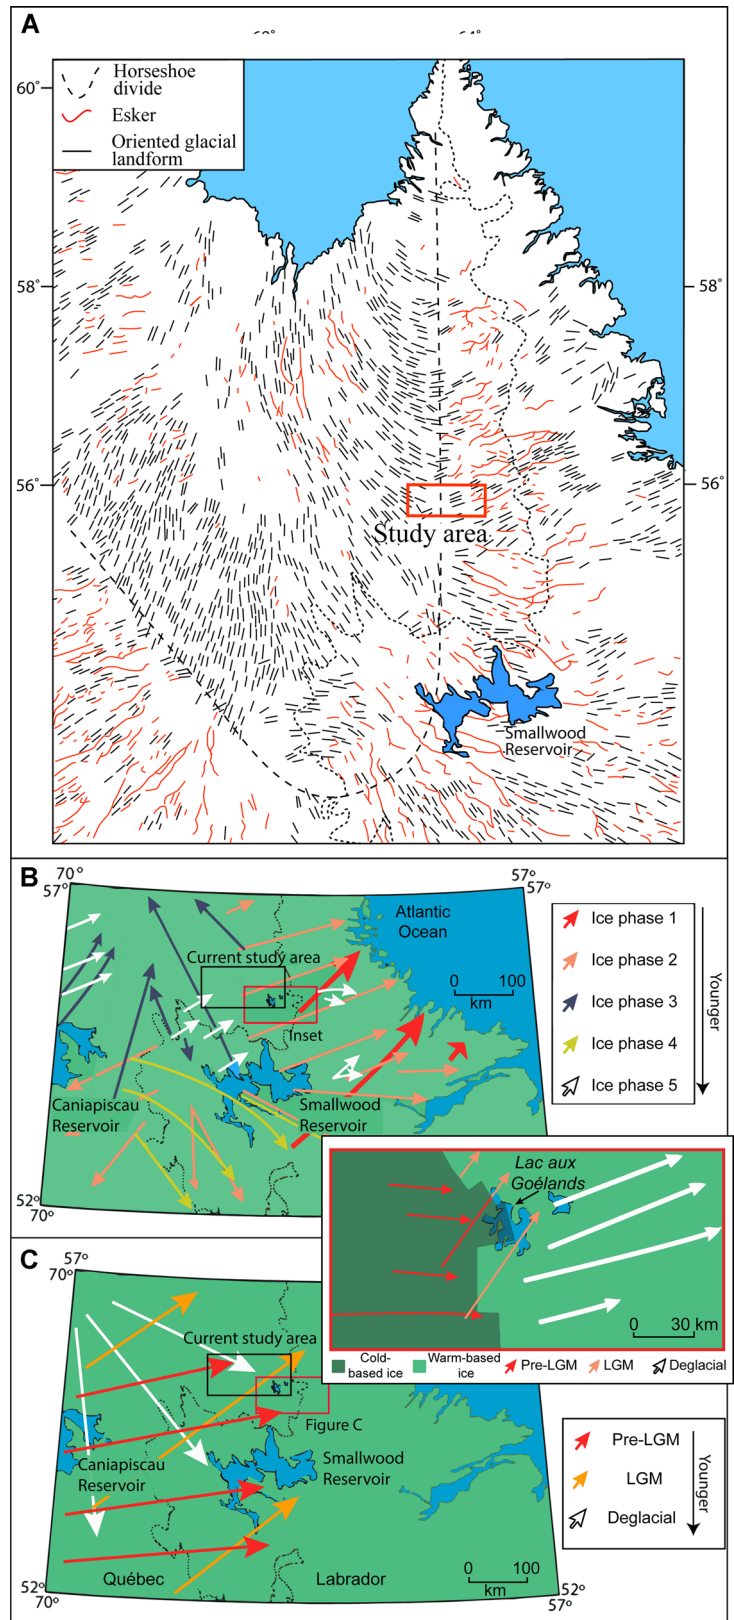 A
60°
Horseshoe
divide
Esker
Oriented glacial
landform
58°
58°
56°
56°
Study area
Smallwood
Reservoir
B
70°
57°
57°
57°
Atlantic
Ocean
Current study area
0 100
km
Inset
Caniapiscau
Reservoir
Smallwood
Reservoir
52°
70°
Ice phase 1
Ice phase 2
Ice phase 3
Ice phase 4
Ice phase 5
Younger
Lac aux
Goélands
0 30 km
Cold-
based ice
Warm-based
ice
Pre-LGM
LGM
Deglacial
C
57°
70°
Current study area
Figure C
Caniapiscau
Reservoir
Smallwood
Reservoir
Québec
Labrador
0 100
km
52°
70°
52°
57°
Pre-LGM
LGM
Deglacial
Younger